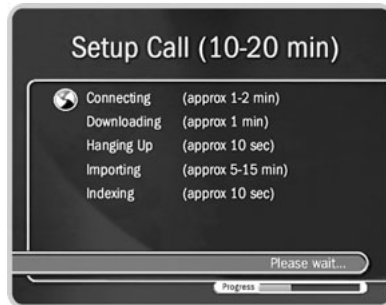 Setup Call (10-20 min)
Connecting (approx 1-2 min)
Downloading (approx 1 min)
Hanging Up (approx 10 sec)
Importing (approx 5-15 min)
Indexing (approx 10 sec)
Please wait...
Progress